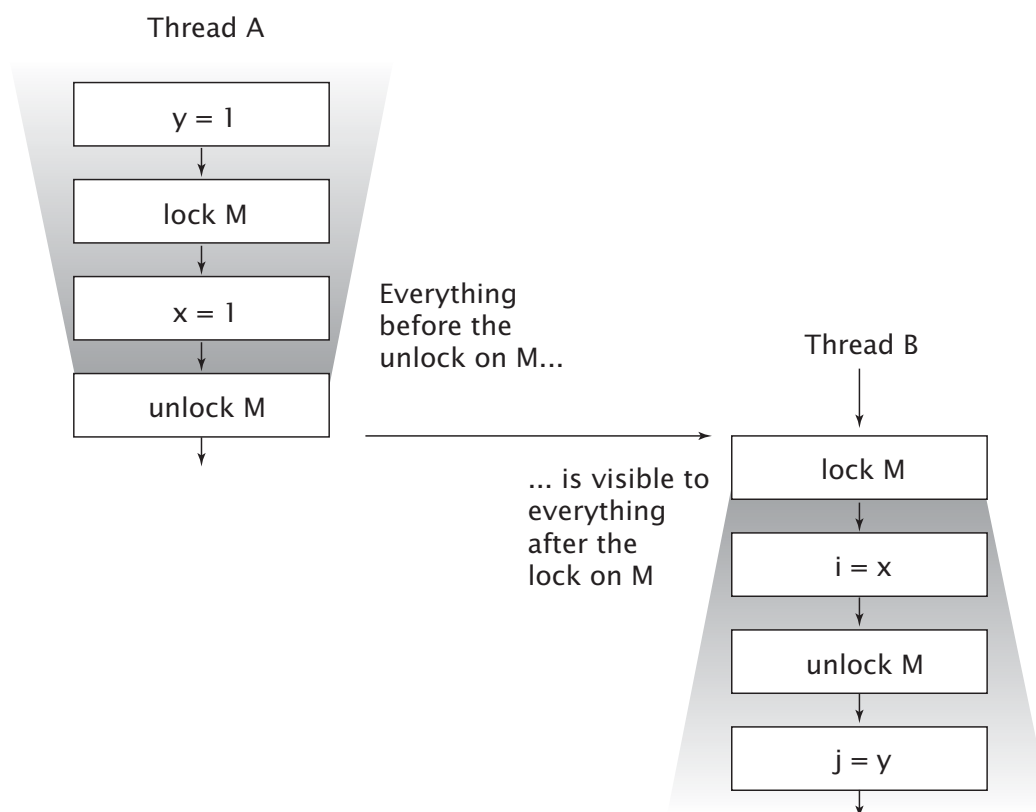 Thread A
y = 1
lock M
x = 1
unlock M
Everything
before the
unlock on M...
Thread B
... is visible to
everything
after the
lock on M
lock M
i = x
unlock M
j = y